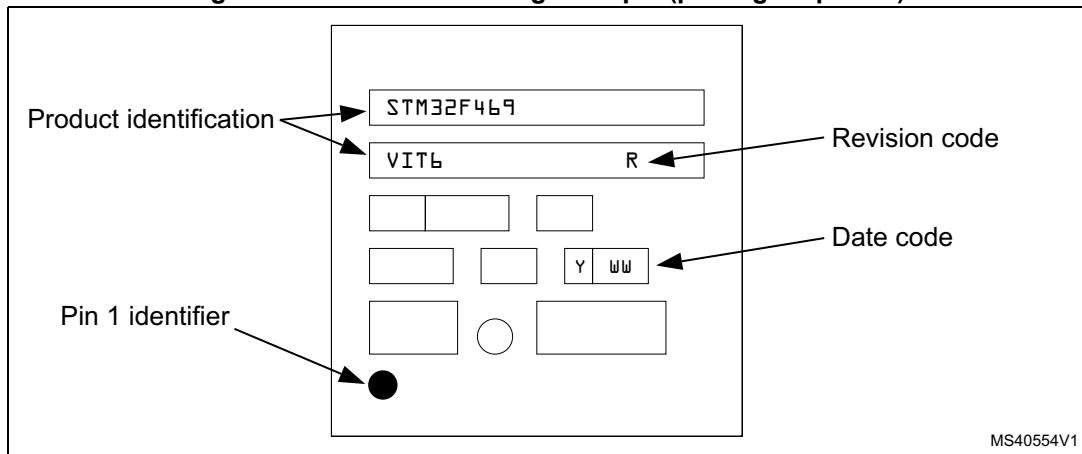 STM32F469
Product identification
Revision code
VIT6 R
Date code
Y WW
Pin 1 identifier
MS40554V1